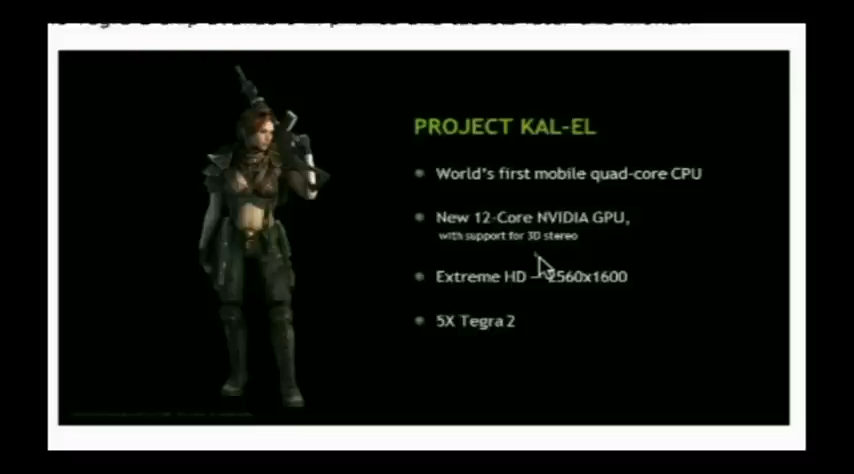 PROJECT KAL-EL
World's first mobile quad-core CPU
New 12-Core NVIDIA GPU,
with support for 3D stereo
Extreme HD – 2560x1600
5X Tegra 2